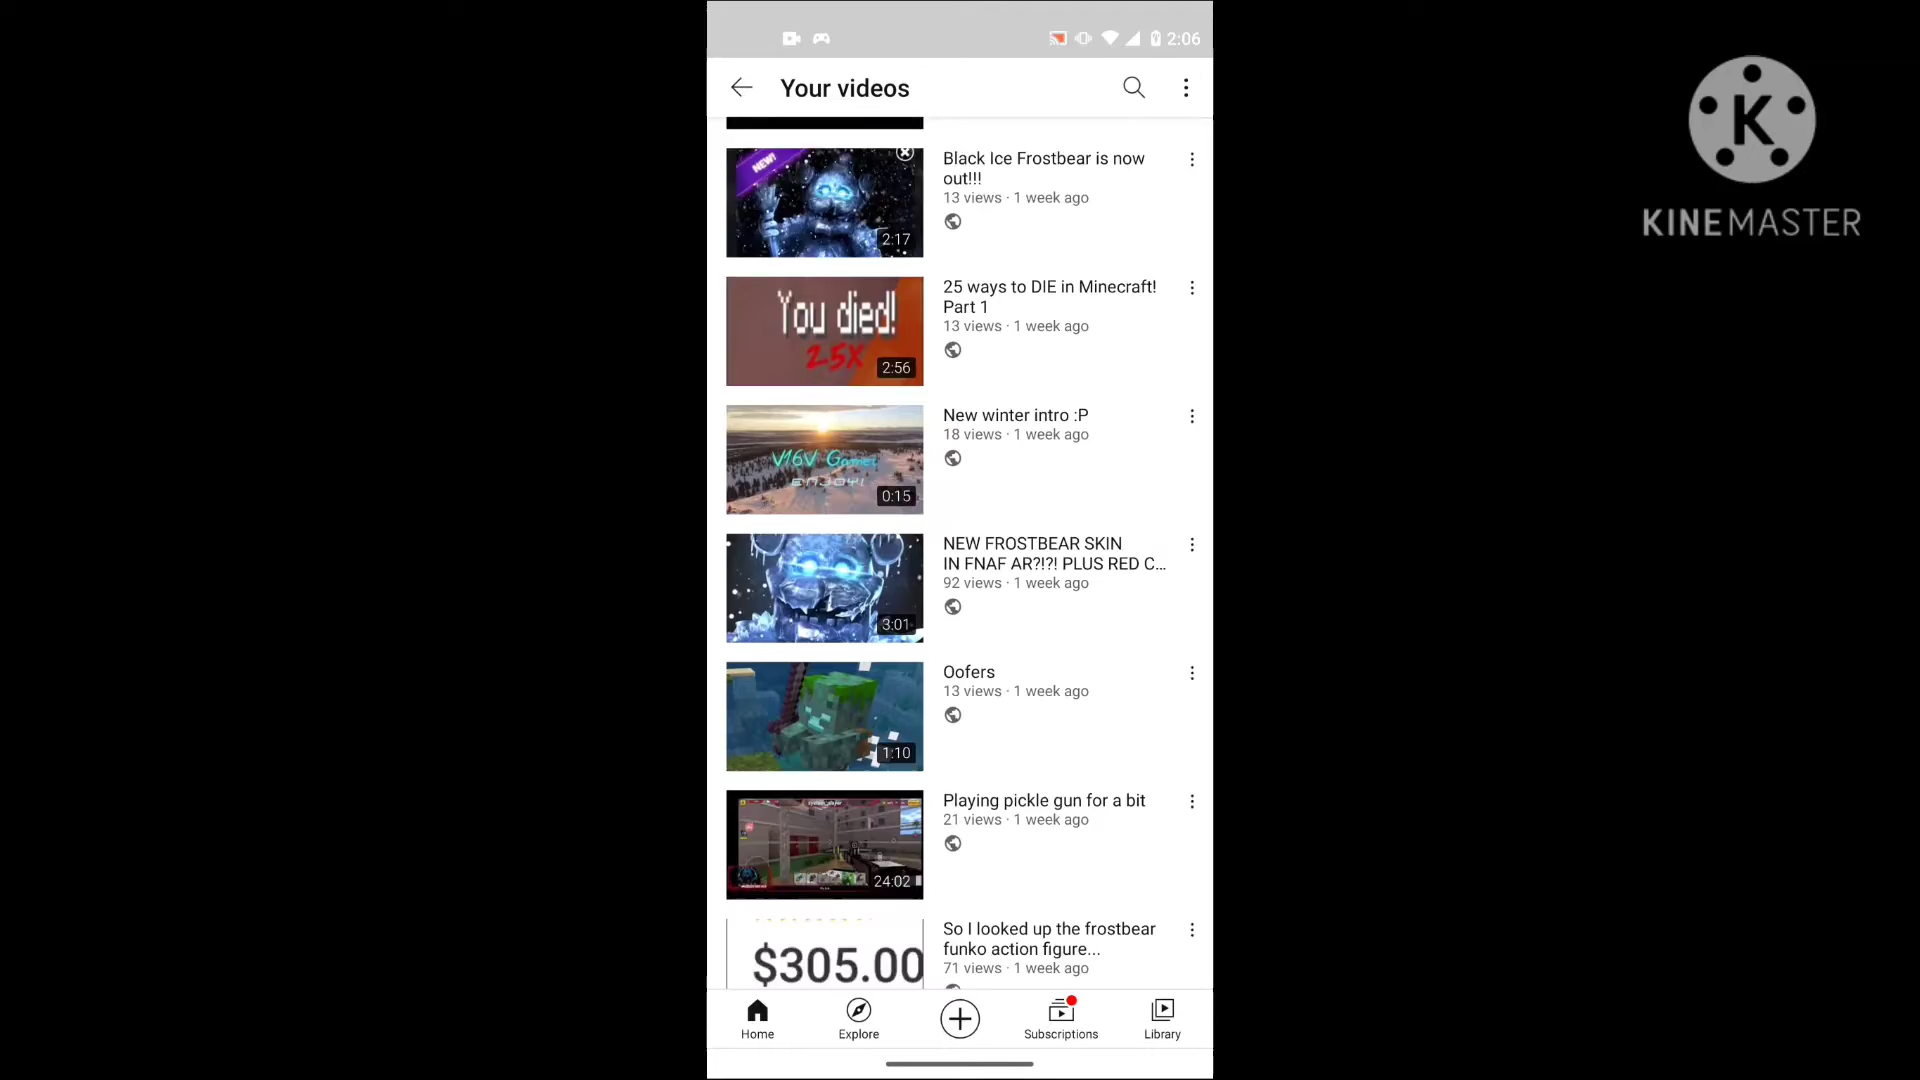 2:06
Your videos
KINEMASTER
NEW!
2:17
Black Ice Frostbear is now
out!!!
13 views · 1 week ago
You died!
25X
2:56
25 ways to DIE in Minecraft!
Part 1
13 views · 1 week ago
V16V Gamer
ENJOY!
0:15
New winter intro :P
18 views · 1 week ago
3:01
NEW FROSTBEAR SKIN
IN FNAF AR?!?! PLUS RED C...
92 views · 1 week ago
1:10
Oofers
13 views · 1 week ago
24:02
Playing pickle gun for a bit
21 views · 1 week ago
$305.00
So I looked up the frostbear
funko action figure...
71 views · 1 week ago
Home
Explore
Subscriptions
Library